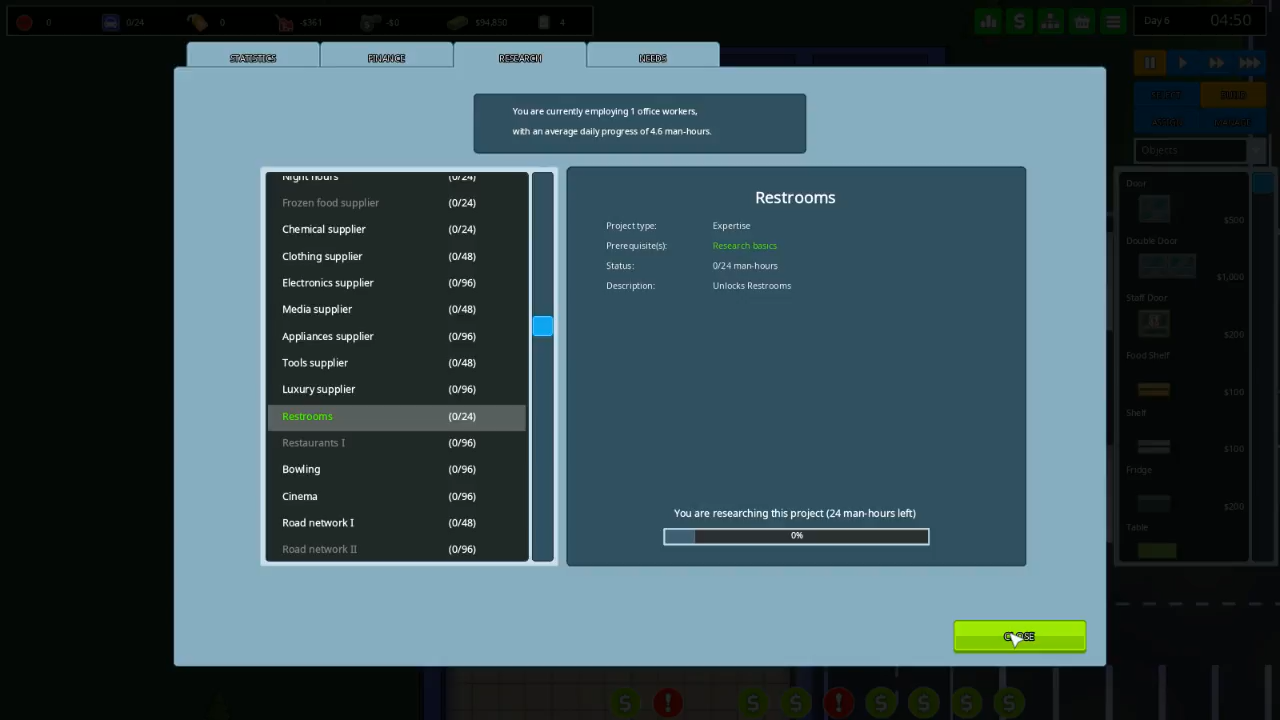 0
0/24
0
-$361
-$0
$94,850
4
Day 6
04:50
STATISTICS
FINANCE
RESEARCH
NEEDS
You are currently employing 1 office workers,
with an average daily progress of 4.6 man-hours.
Night hours (0/24)
Frozen food supplier (0/24)
Chemical supplier (0/24)
Clothing supplier (0/48)
Electronics supplier (0/96)
Media supplier (0/48)
Appliances supplier (0/96)
Tools supplier (0/48)
Luxury supplier (0/96)
Restrooms (0/24)
Restaurants I (0/96)
Bowling (0/96)
Cinema (0/96)
Road network I (0/48)
Road network II (0/96)
Restrooms
Project type: Expertise
Prerequisite(s): Research basics
Status: 0/24 man-hours
Description: Unlocks Restrooms
You are researching this project (24 man-hours left)
0%
CLOSE
BUILD
MANAGE
Objects
Door
$500
Double Door
$1,000
Staff Door
$200
Food Shelf
$100
Shelf
$100
Fridge
$200
Table